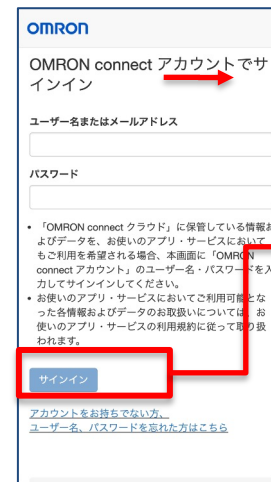 OMRON
OMRON connect アカウントでサ
インイン
ユーザー名またはメールアドレス
パスワード
• 「OMRON connect クラウド」に保管している情報お
よびデータを、お使いのアプリ・サービスにおいて
もご利用を希望される場合、本画面に「OMRON
connect アカウント」のユーザー名・パスワードを入
力してサインインしてください。
• お使いのアプリ・サービスにおいてご利用可能とな
った各情報およびデータのお取扱いについては、お
使いのアプリ・サービスの利用規約に従って取り扱
われます。
サインイン
アカウントをお持ちでない方、
ユーザー名、パスワードを忘れた方はこちら